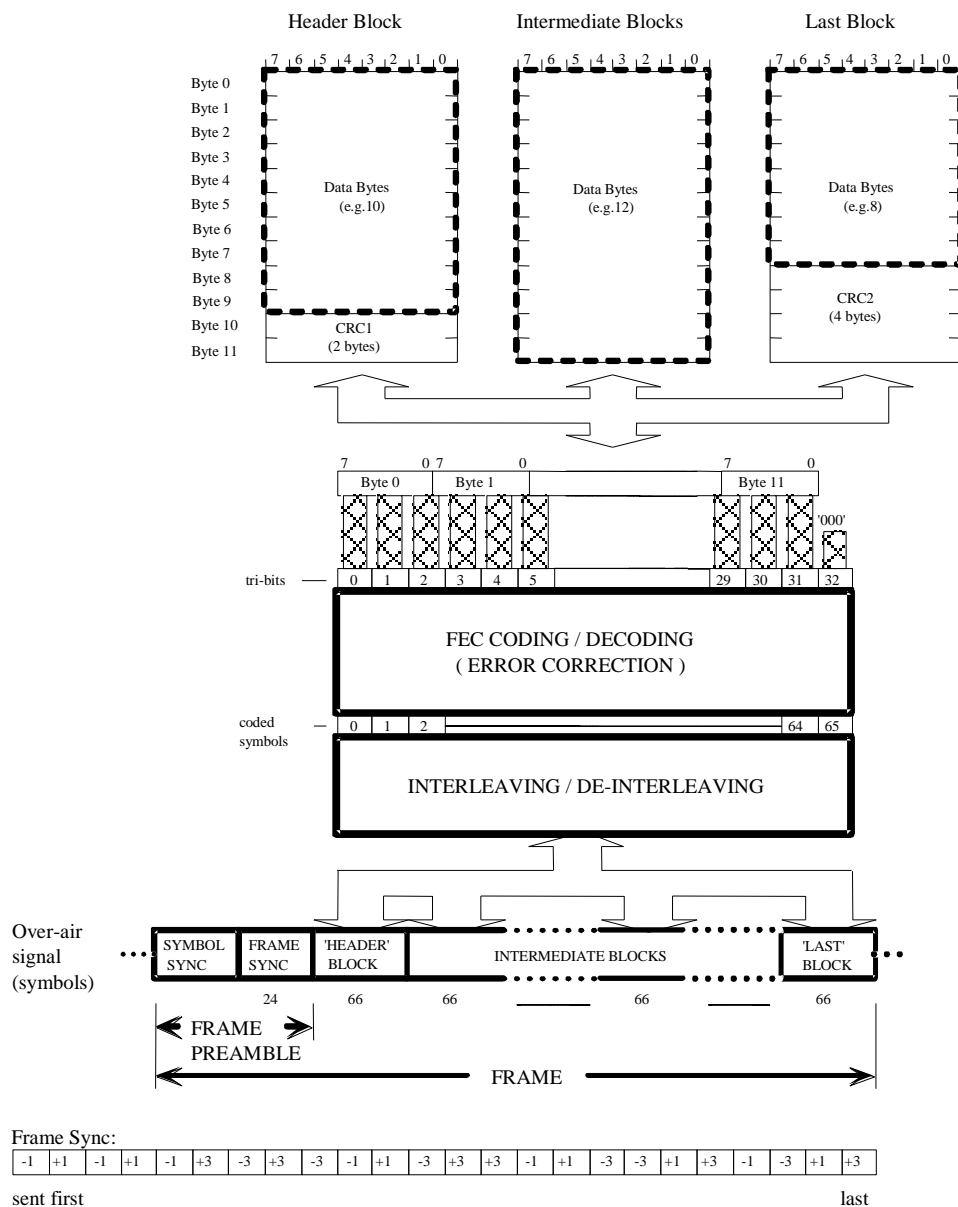 Header Block Intermediate Blocks Last Block
7 6 5 4 3 2 1 0 7 6 5 4 3 2 1 0 7 6 5 4 3 2 1 0
Byte 0
Byte 1
Byte 2
Byte 3
Byte 4
Byte 5
Byte 6
Byte 7
Byte 8
Byte 9
Byte 10
Byte 11
Data Bytes
(e.g.10)
CRC1
(2 bytes)
Data Bytes
(e.g.12)
Data Bytes
(e.g.8)
CRC2
(4 bytes)
7 0 7 0 7 0
Byte 0 Byte 1 Byte 11
'000'
tri-bits 0 1 2 3 4 5 29 30 31 32
FEC CODING / DECODING
( ERROR CORRECTION )
coded
symbols
0 1 2 64 65
INTERLEAVING / DE-INTERLEAVING
Over-air
signal
(symbols)
SYMBOL
SYNC
FRAME
SYNC
'HEADER'
BLOCK
INTERMEDIATE BLOCKS
'LAST'
BLOCK
24 66 66 66 66
FRAME
PREAMBLE
FRAME
Frame Sync:
-1 +1 -1 +1 -1 +3 -3 +3 -3 -1 +1 -3 +3 +3 -1 +1 -3 -3 +1 +3 -1 -3 +1 +3
sent first last